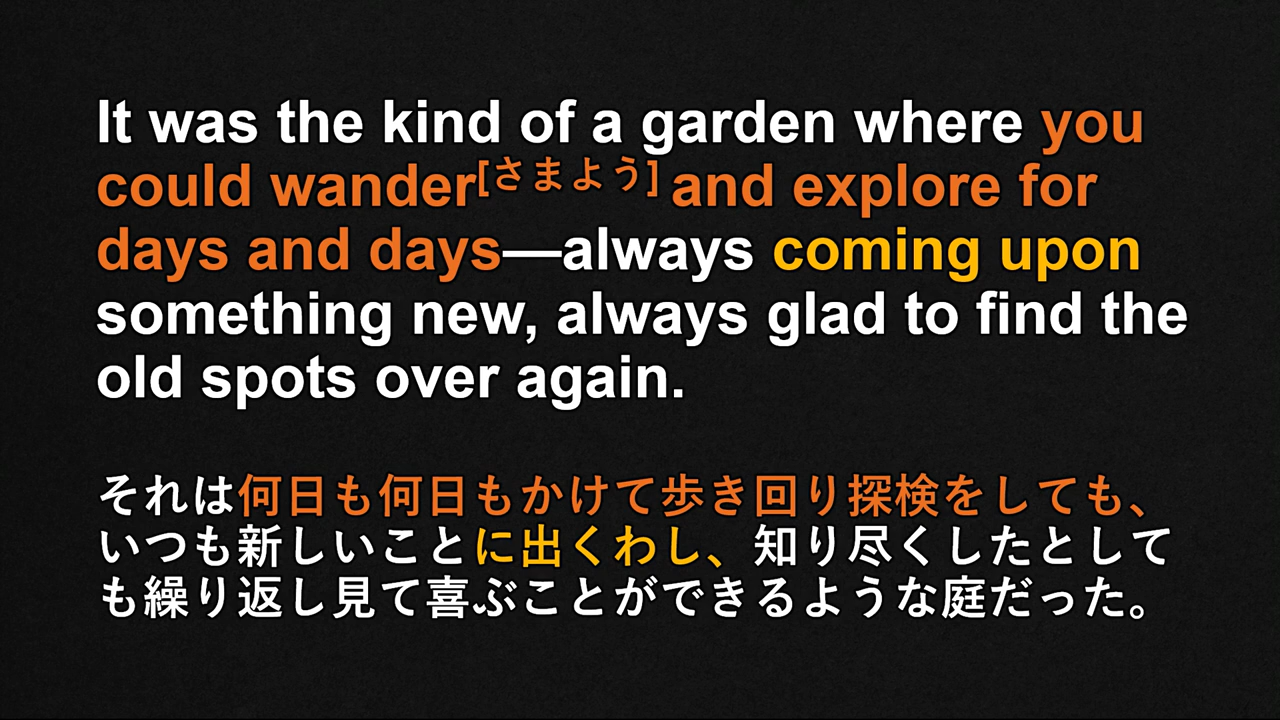 It was the kind of a garden where you
could wander[さまよう] and explore for
days and days—always coming upon
something new, always glad to find the
old spots over again.
それは何日も何日もかけて歩き回り探検をしても、
いつも新しいことに出くわし、知り尽くしたとして
も繰り返し見て喜ぶことができるような庭だった。